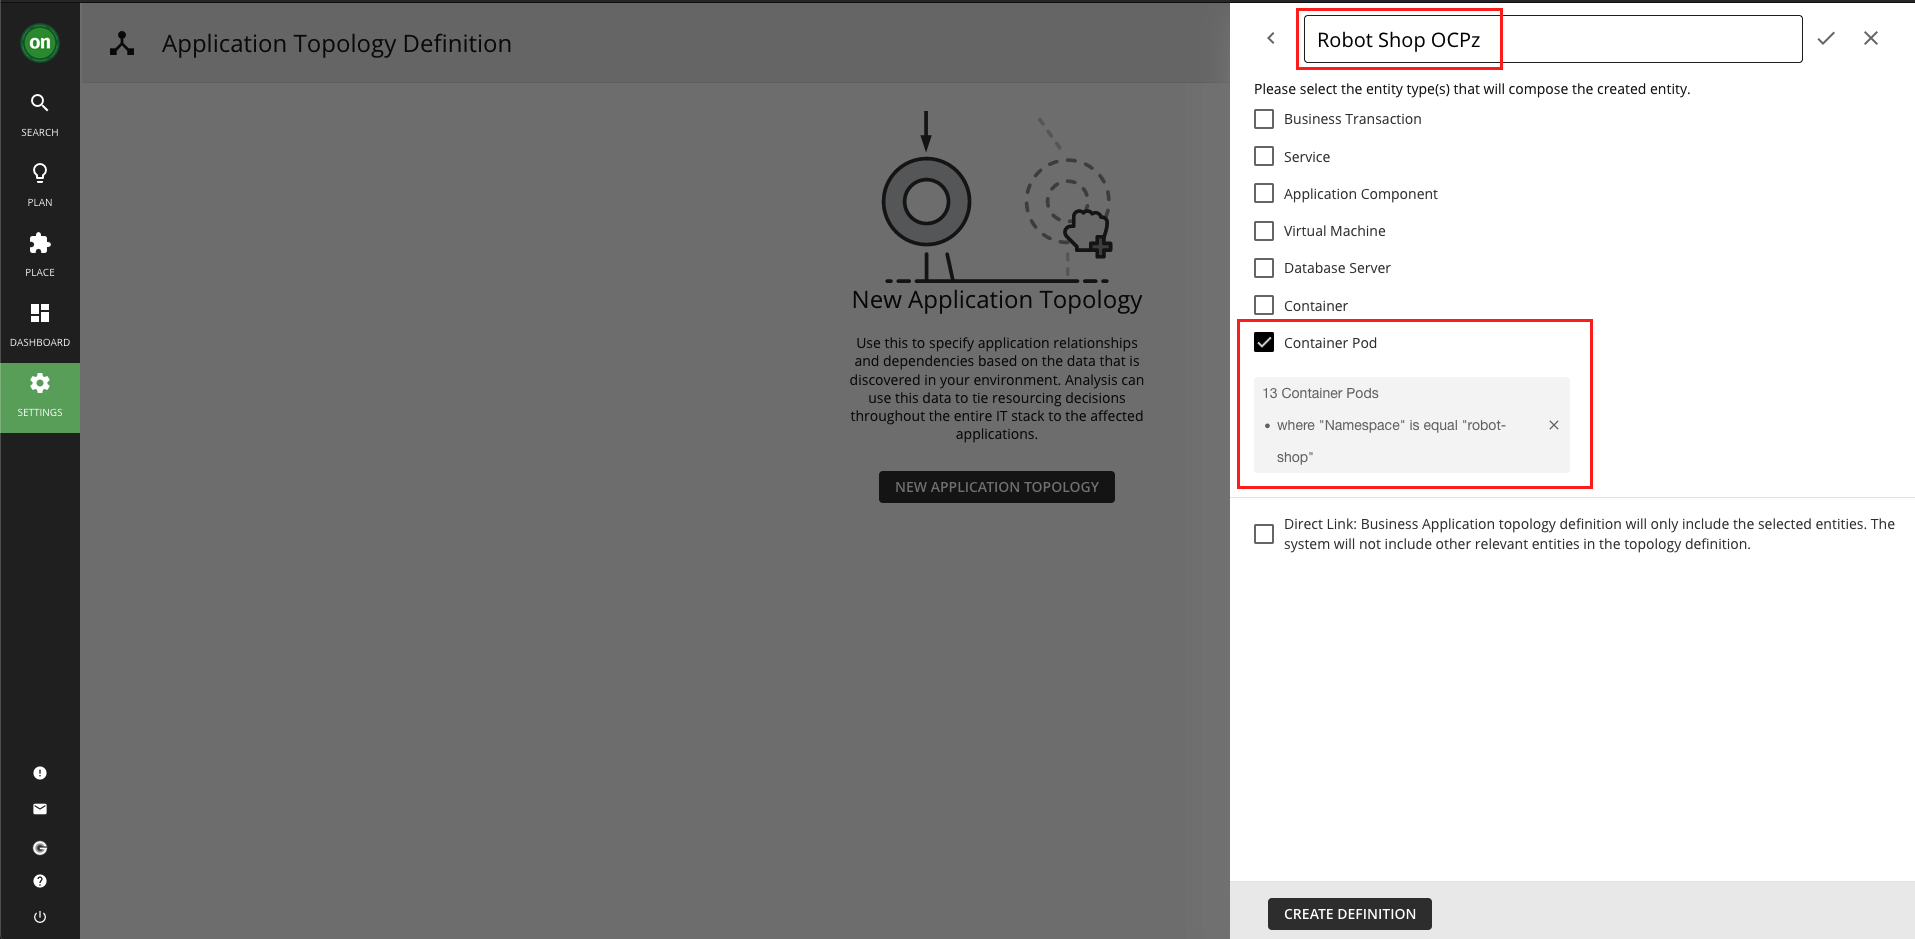 on
SEARCH
PLAN
PLACE
DASHBOARD
SETTINGS
Application Topology Definition
New Application Topology
Use this to specify application relationships
and dependencies based on the data that is
discovered in your environment. Analysis can
use this data to tie resourcing decisions
throughout the entire IT stack to the affected
applications.
NEW APPLICATION TOPOLOGY
Robot Shop OCPz
Please select the entity type(s) that will compose the created entity.
Business Transaction
Service
Application Component
Virtual Machine
Database Server
Container
Container Pod
13 Container Pods
• where "Namespace" is equal "robot-
shop"
Direct Link: Business Application topology definition will only include the selected entities. The
system will not include other relevant entities in the topology definition.
CREATE DEFINITION